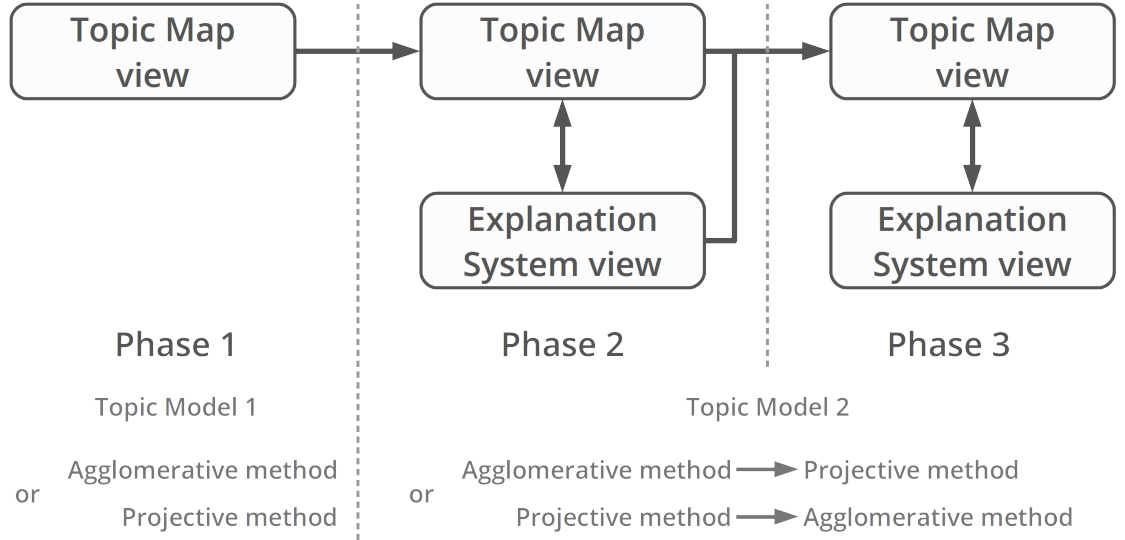 Topic Map
view
Topic Map
view
Topic Map
view
Explanation
System view
Explanation
System view
Phase 1
Phase 2
Phase 3
Topic Model 1
Topic Model 2
Agglomerative method
or
Projective method
Agglomerative method
Projective method
or
Projective method
Agglomerative method